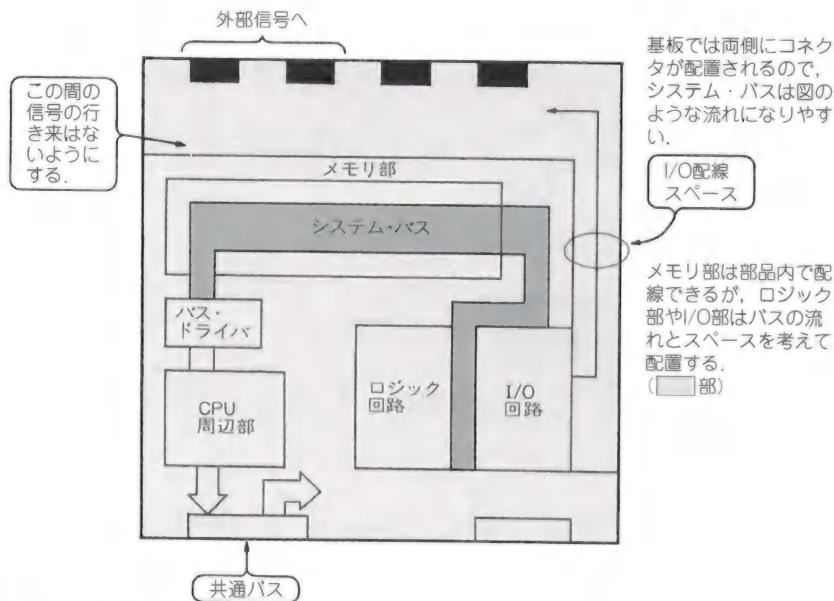 外部信号へ
この間の
信号の行
き来はな
いように
する.
基板では両側にコネク
タが配置されるので,
システム・バスは図の
ような流れになりやす
い.
I/O配線
スペース
メモリ部
システム・バス
メモリ部は部品内で配
線できるが, ロジック
部やI/O部はバスの流
れとスペースを考えて
配置する.
(部)
バス・
ドライバ
ロジック
回路
I/O
回路
CPU
周辺部
共通バス